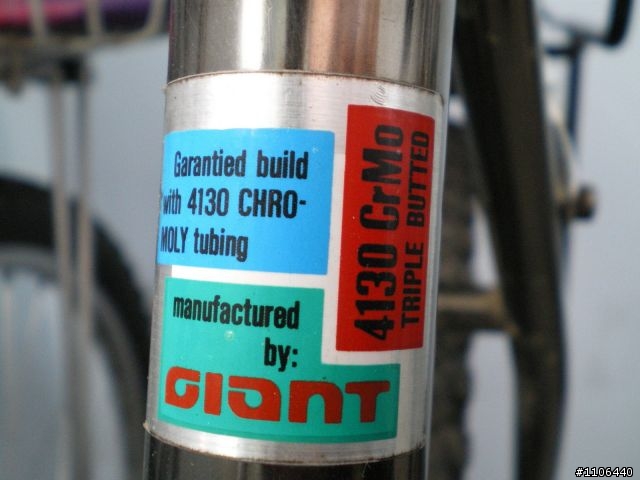 Garantied build
with 4130 CHRO-
MOLY tubing
4130 CrMo
TRIPLE BUTTED
manufactured
by:
GIANT
#1106440